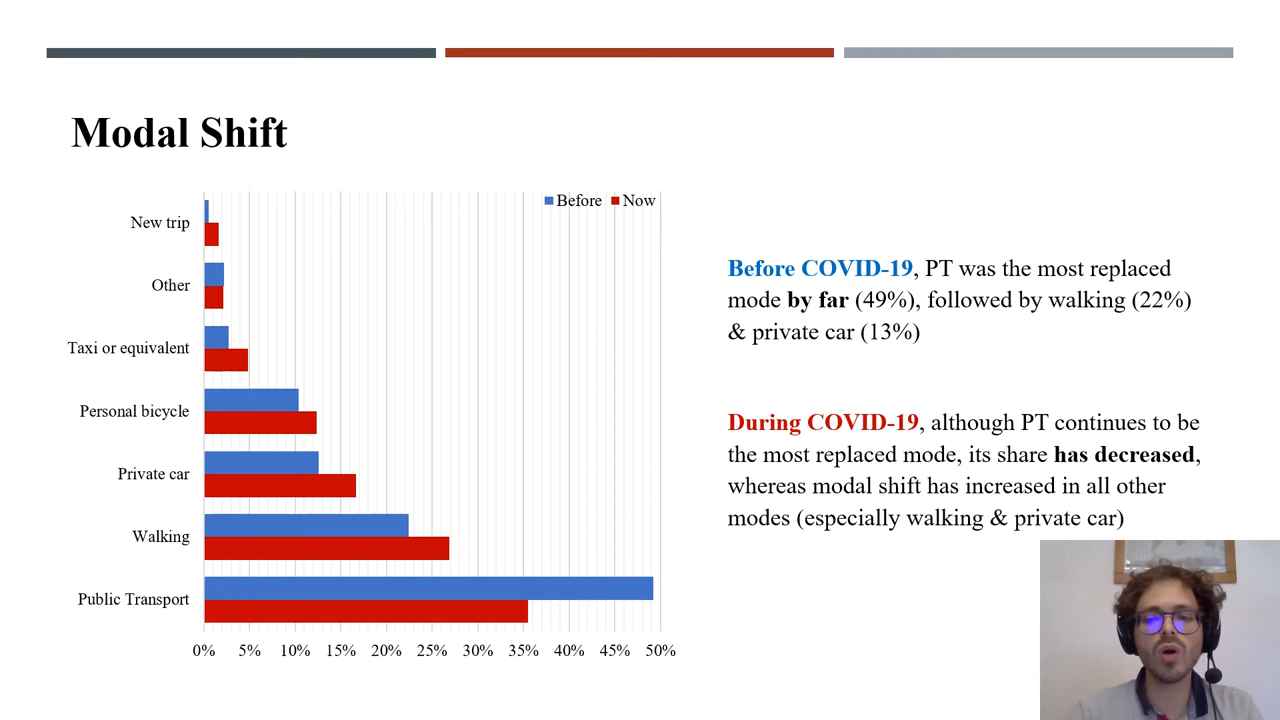 Modal Shift
Before Now
New trip
Other
Taxi or equivalent
Personal bicycle
Private car
Walking
Public Transport
0% 5% 10% 15% 20% 25% 30% 35% 40% 45% 50%
Before COVID-19, PT was the most replaced
mode by far (49%), followed by walking (22%)
& private car (13%)
During COVID-19, although PT continues to be
the most replaced mode, its share has decreased,
whereas modal shift has increased in all other
modes (especially walking & private car)